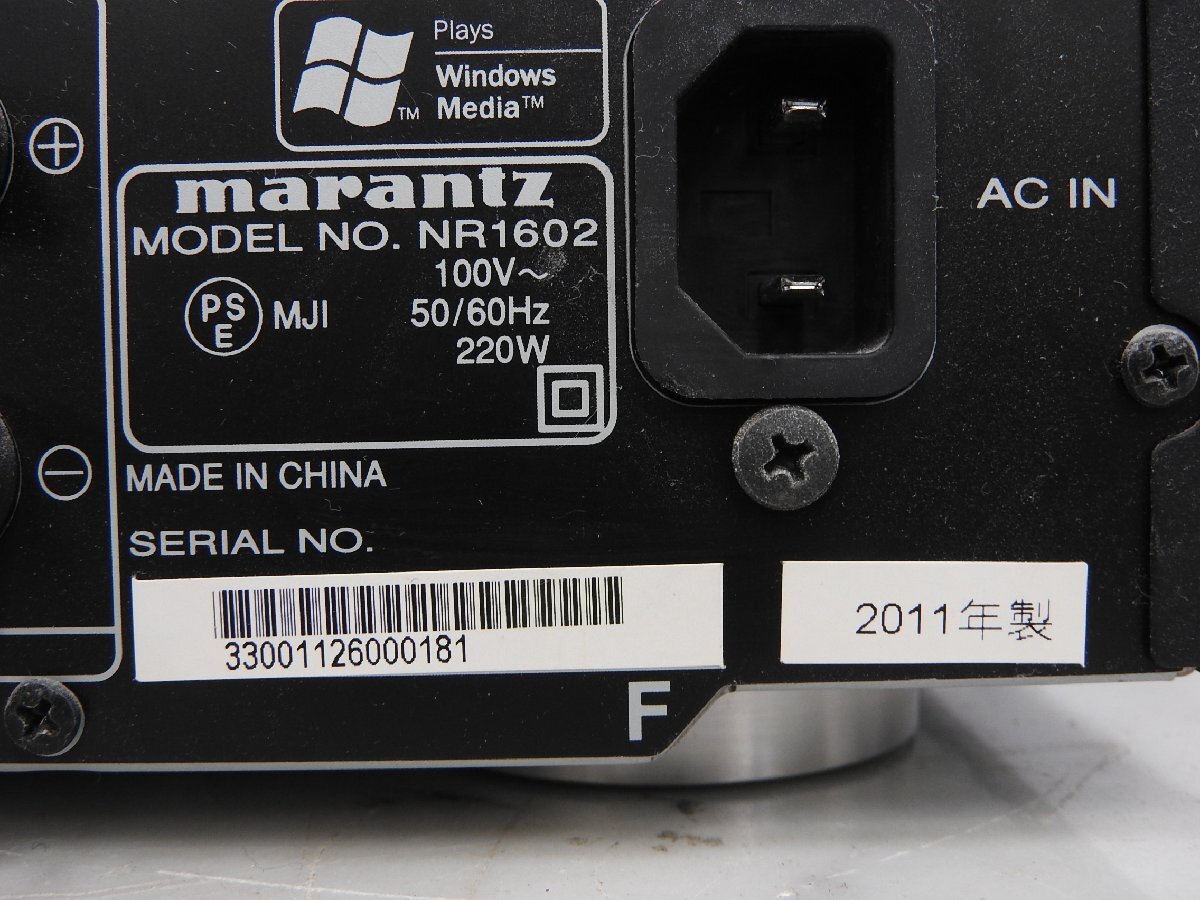 Plays
Windows
Media™
™
marantz
MODEL NO. NR1602
100V~
PS
E
MJI
50/60Hz
220W
AC IN
MADE IN CHINA
SERIAL NO.
33001126000181
2011年製
F